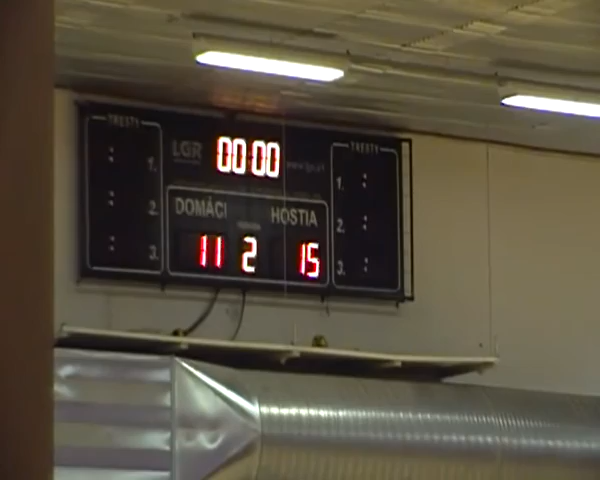 TRESTY
TRESTY
LGR
00:00
1.
2.
3.
DOMÁCI
HOSTIA
11
2
15
1.
2.
3.